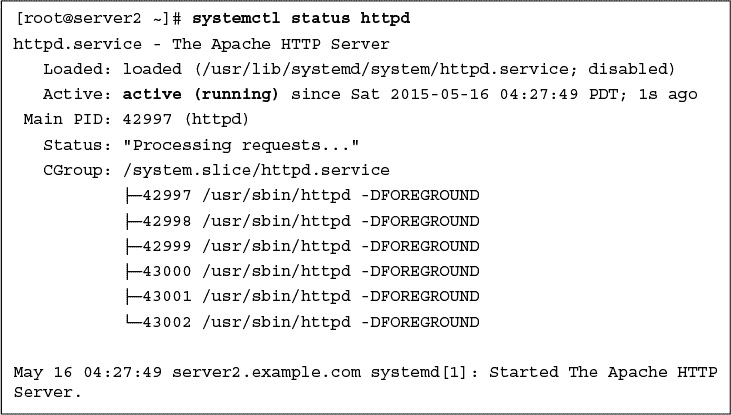 [root@server2 ~]# systemctl status httpd
httpd.service - The Apache HTTP Server
   Loaded: loaded (/usr/lib/systemd/system/httpd.service; disabled)
   Active: active (running) since Sat 2015-05-16 04:27:49 PDT; 1s ago
 Main PID: 42997 (httpd)
   Status: "Processing requests..."
   CGroup: /system.slice/httpd.service
           ├─42997 /usr/sbin/httpd -DFOREGROUND
           ├─42998 /usr/sbin/httpd -DFOREGROUND
           ├─42999 /usr/sbin/httpd -DFOREGROUND
           ├─43000 /usr/sbin/httpd -DFOREGROUND
           ├─43001 /usr/sbin/httpd -DFOREGROUND
           └─43002 /usr/sbin/httpd -DFOREGROUND

May 16 04:27:49 server2.example.com systemd[1]: Started The Apache HTTP
Server.